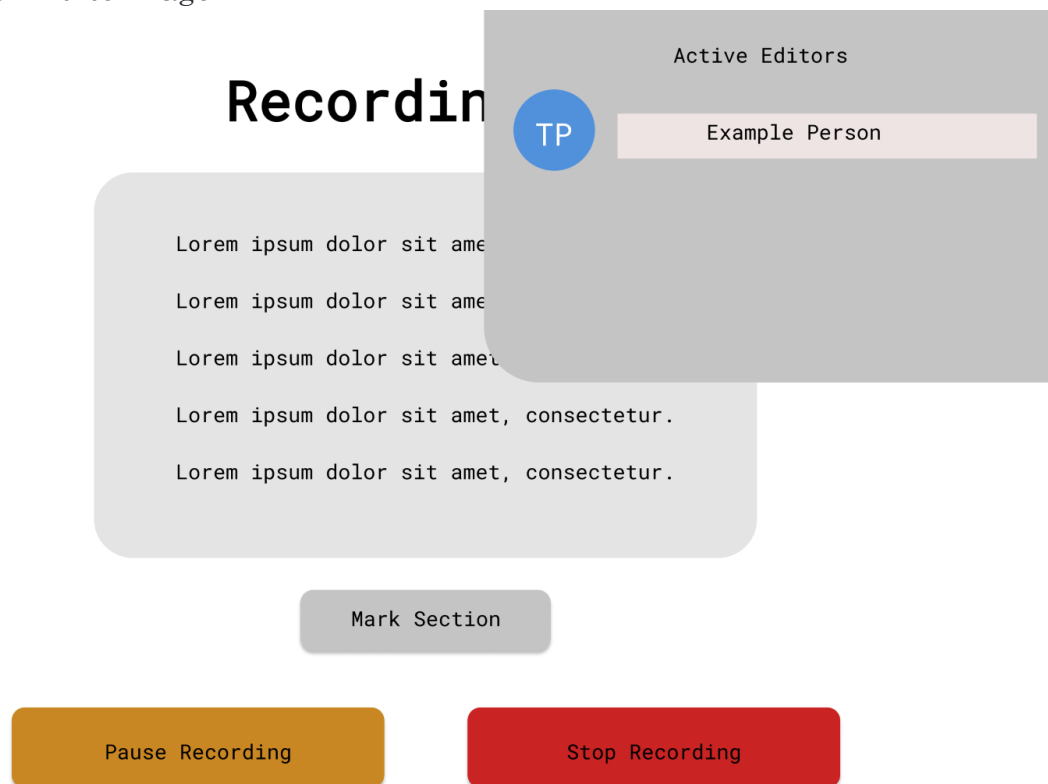 Active Editors
Recordin
TP
Example Person
Lorem ipsum dolor sit ame
Lorem ipsum dolor sit ame
Lorem ipsum dolor sit amet
Lorem ipsum dolor sit amet, consectetur.
Lorem ipsum dolor sit amet, consectetur.
Mark Section
Pause Recording
Stop Recording